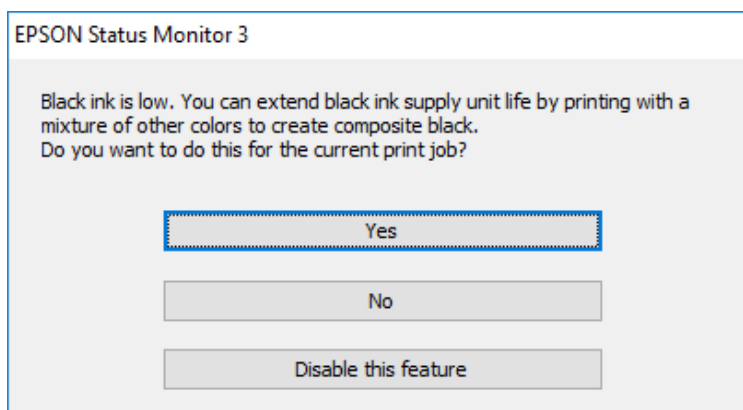 EPSON Status Monitor 3
Black ink is low. You can extend black ink supply unit life by printing with a
mixture of other colors to create composite black.
Do you want to do this for the current print job?
Yes
No
Disable this feature